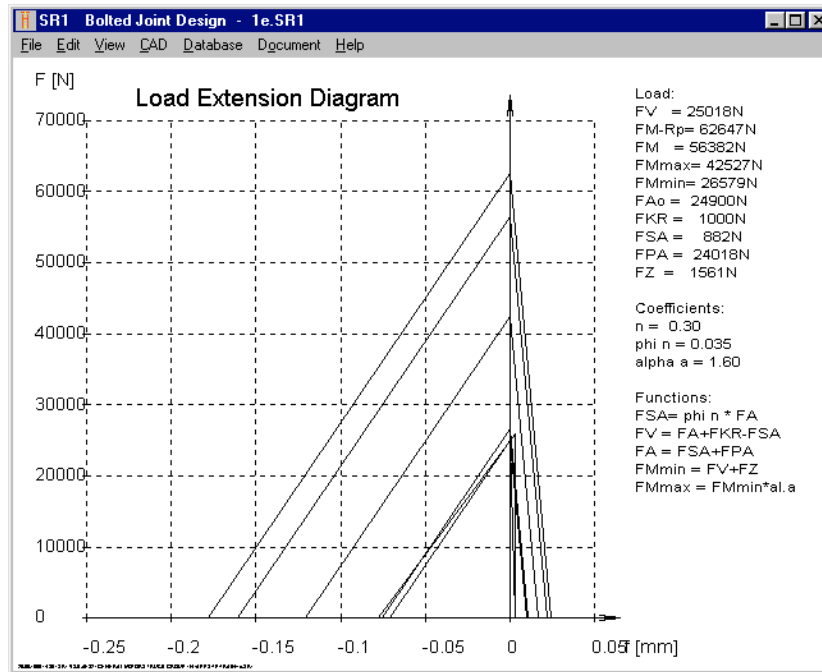 SR1 Bolted Joint Design - 1e.SR1
File Edit View CAD Database Document Help
F [N]
Load Extension Diagram
70000
60000
50000
40000
30000
20000
10000
0
-0.25 -0.2 -0.15 -0.1 -0.05 0 0.05 [mm]
Load:
FV = 25018N
FM-Rp= 62647N
FM = 56382N
FMmax= 42527N
FMmin= 26579N
FAo = 24900N
FKR = 1000N
FSA = 882N
FPA = 24018N
FZ = 1561N
Coefficients:
n = 0.30
phi n = 0.035
alpha a = 1.60
Functions:
FSA= phi n * FA
FV = FA+FKR-FSA
FA = FSA+FPA
FMmin = FV+FZ
FMmax = FMmin*al.a